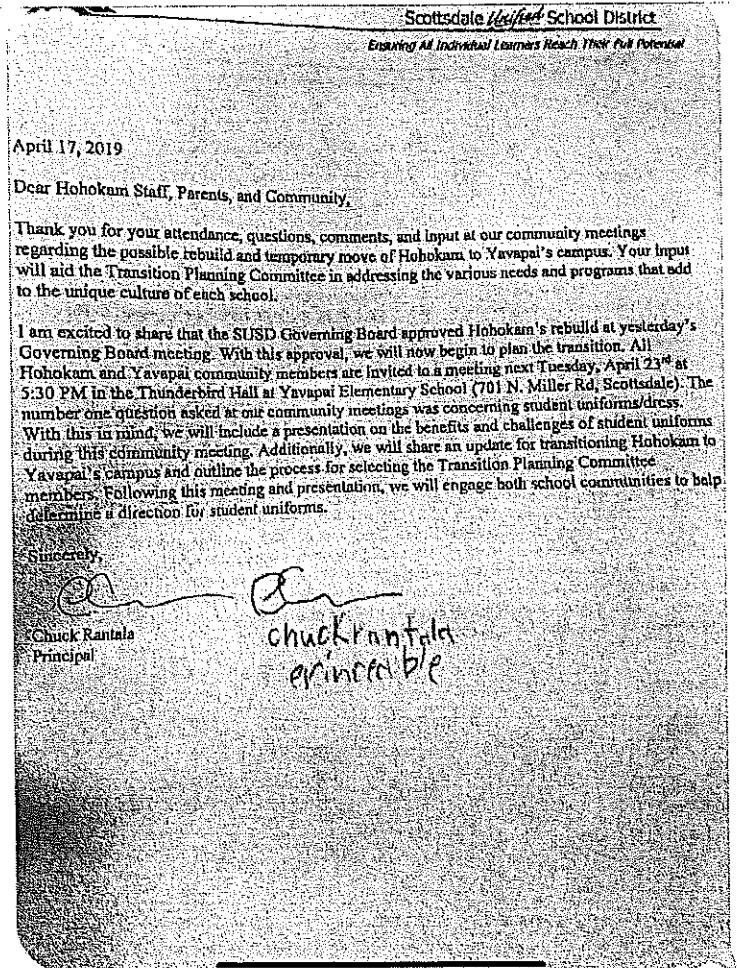 Scottsdale Unified School District
Ensuring All Individual Learners Reach Their Full Potential
April 17, 2019
Dear Hohokam Staff, Parents, and Community,
Thank you for your attendance, questions, comments, and input at our community meetings
regarding the possible rebuild and temporary move of Hohokam to Yavapai's campus. Your input
will aid the Transition Planning Committee in addressing the various needs and programs that add
to the unique culture of each school.
I am excited to share that the SUSD Governing Board approved Hohokam's rebuild at yesterday's
Governing Board meeting. With this approval, we will now begin to plan the transition. All
Hohokam and Yavapai community members are invited to a meeting next Tuesday, April 23rd at
5:30 PM in the Thunderbird Hall at Yavapai Elementary School (701 N. Miller Rd, Scottsdale). The
number one question asked at our community meetings was concerning student uniforms/dress.
With this in mind, we will include a presentation on the benefits and challenges of student uniforms
during this community meeting. Additionally, we will share an update for transitioning Hohokam to
Yavapai's campus and outline the process for selecting the Transition Planning Committee
members. Following this meeting and presentation, we will engage both school communities to help
determine a direction for student uniforms.
Sincerely,
Chuck Rantala
Principal
chuck rantala